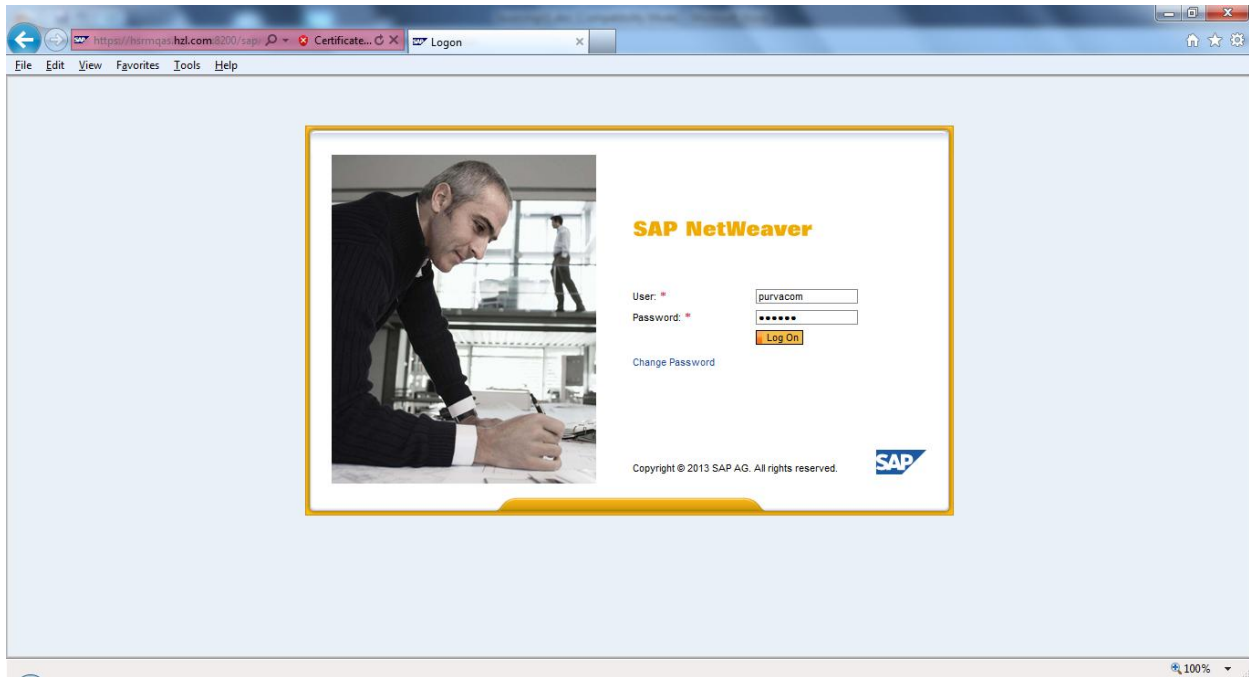 https://hsrmqas.hzl.com:8200/sap/ Certificate... Logon
File Edit View Favorites Tools Help
SAP NetWeaver
User: * purvacom
Password: * ••••••
Log On
Change Password
Copyright © 2013 SAP AG. All rights reserved. SAP
100%